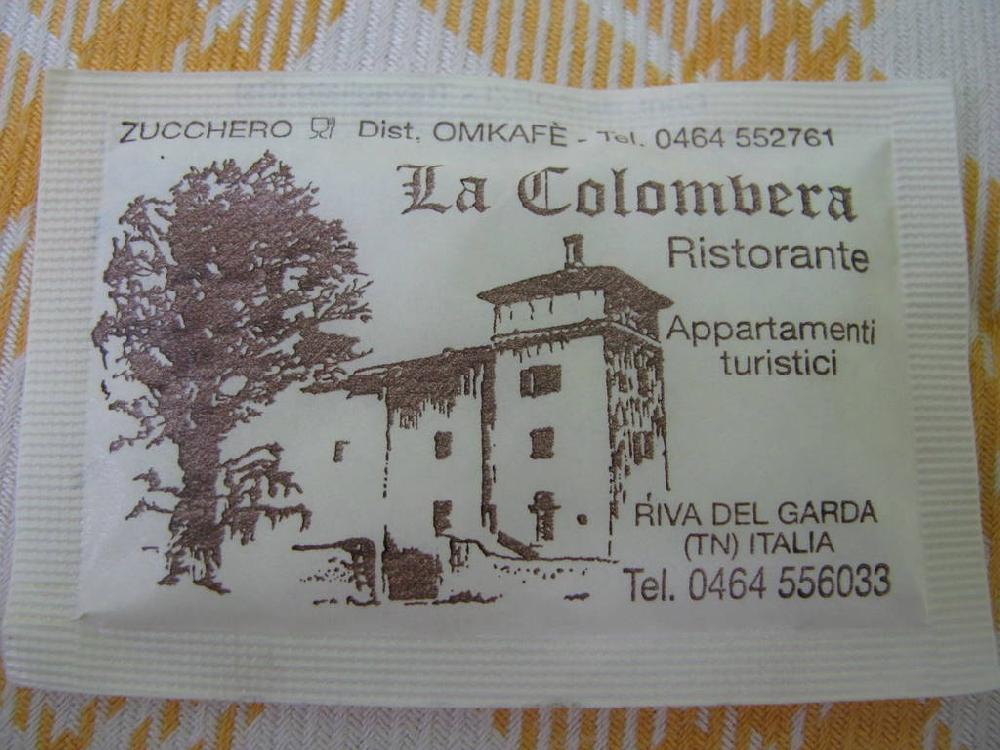 ZUCCHERO Dist. OMKAFÈ - Tel. 0464 552761
La Colombera
Ristorante
Appartamenti
turistici
RIVA DEL GARDA
(TN) ITALIA
Tel. 0464 556033